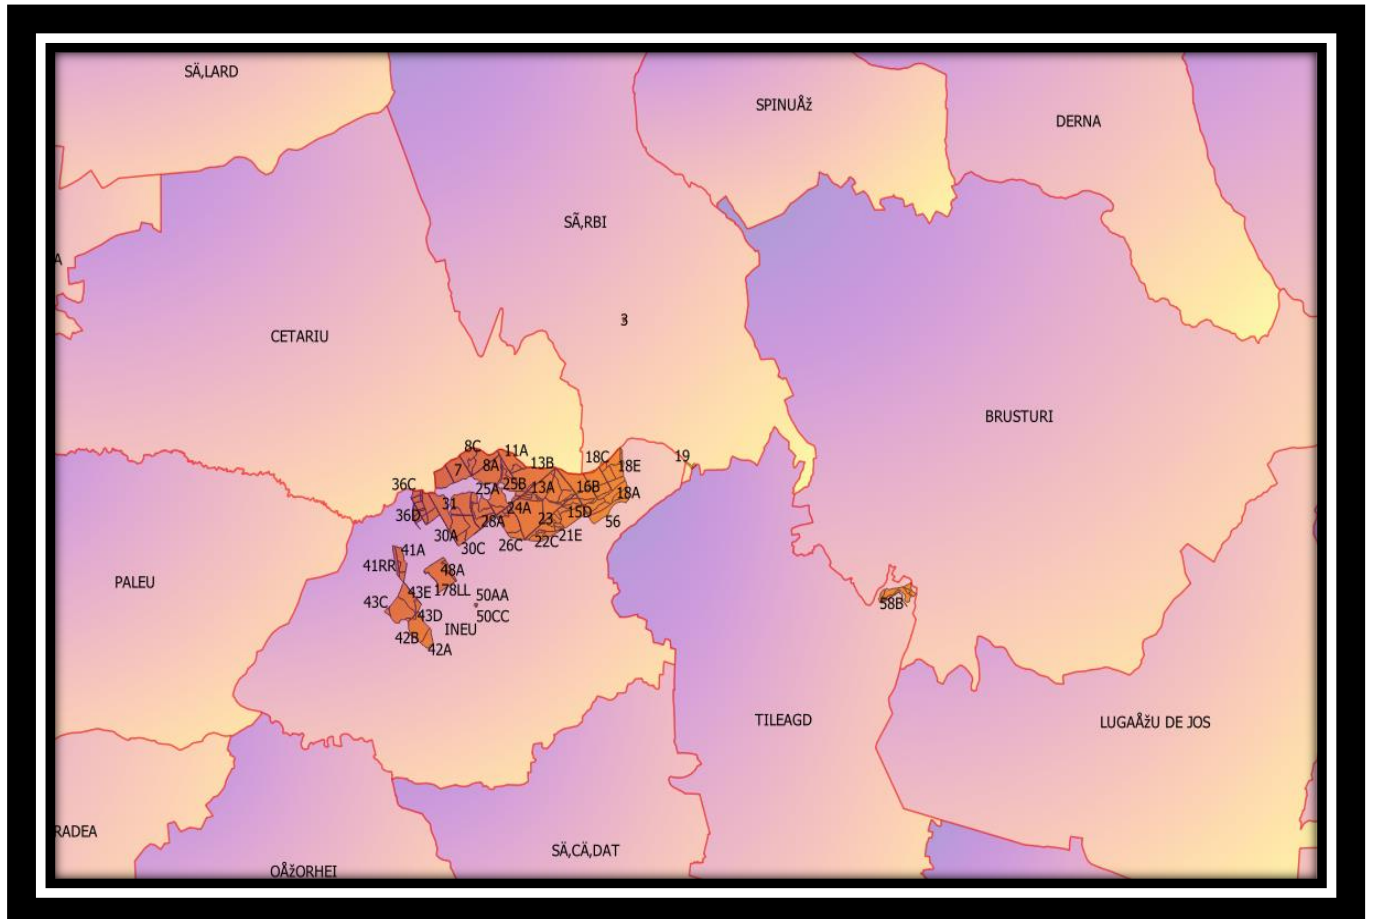 SÄ,LARD
SPINUÅž
DERNA
SÃ,RBI
A
3
CETARIU
BRUSTURI
8C
11A
18C
19
7
8A
13B
18E
36C
25A
25B
13A
16B
18A
31
24A
36D
28A
23
15D
56
30A
30C
26C
22C
21E
41A
41RR
48A
PALEU
43E
178LL
50AA
43C
43D
50CC
58B
INEU
42B
42A
TILEAGD
LUGAÅžU DE JOS
RADEA
SÄ,CÄ,DAT
OÅžORHEI